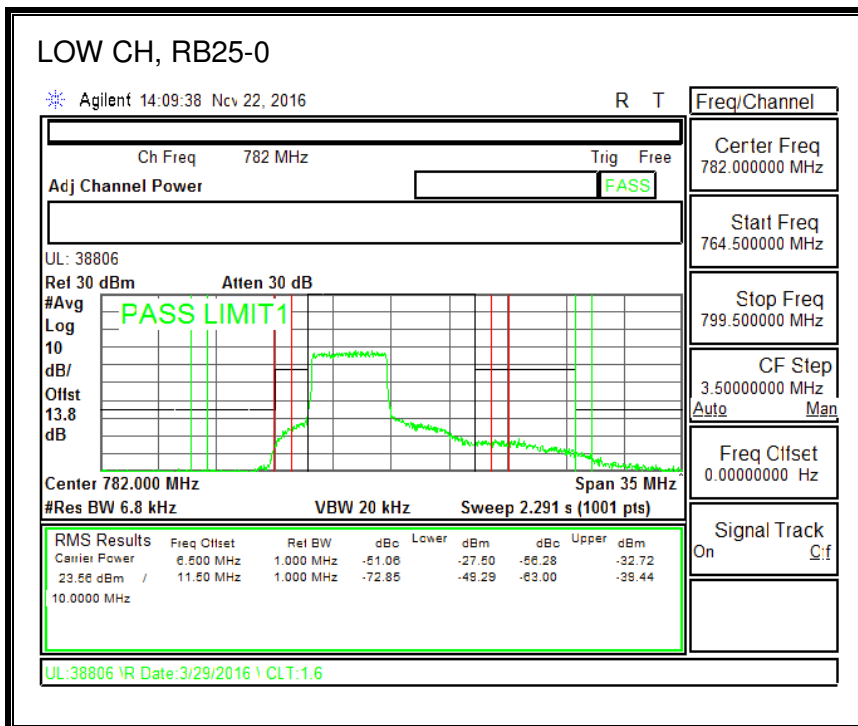 LOW CH, RB25-0
Agilent 14:09:38 Nov 22, 2016 R T
Freq/Channel
Ch Freq 782 MHz Trig Free
Adj Channel Power PASS
Center Freq
782.000000 MHz
Start Freq
764.500000 MHz
Stop Freq
799.500000 MHz
CF Step
3.50000000 MHz
Auto Man
Freq Offset
0.00000000 Hz
Signal Track
On Off
UL: 38806
Ref 30 dBm Atten 30 dB
#Avg
Log
10
dB/
Offst
13.8
dB
PASS LIMIT1
Center 782.000 MHz Span 35 MHz
#Res BW 6.8 kHz VBW 20 kHz Sweep 2.291 s (1001 pts)
RMS Results Freq Offset Ref BW dBc Lower dBm dBc Upper dBm
Carrier Power 6.500 MHz 1.000 MHz -51.06 -27.50 -56.28 -32.72
23.56 dBm / 11.50 MHz 1.000 MHz -72.85 -49.29 -63.00 -39.44
10.0000 MHz
UL:38806 \R Date:3/29/2016 \ CLT:1.6